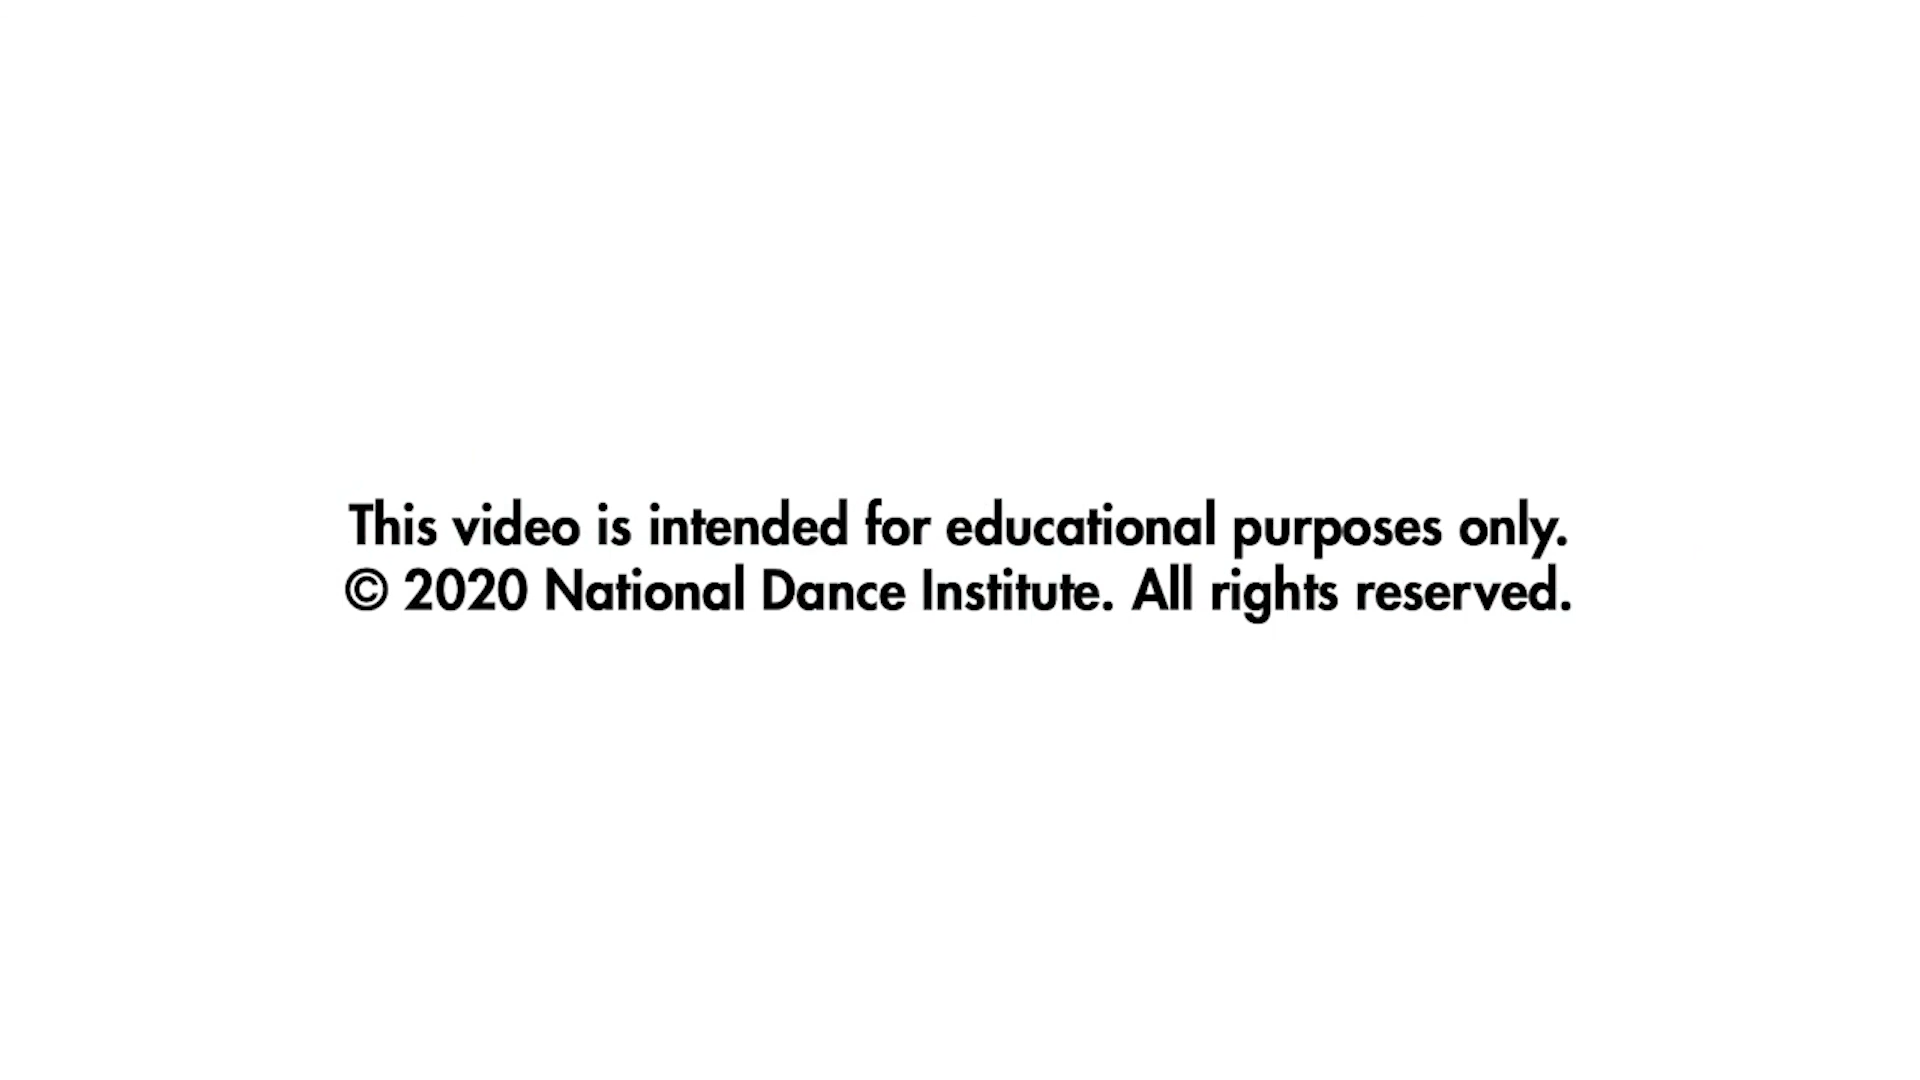 This video is intended for educational purposes only.
© 2020 National Dance Institute. All rights reserved.